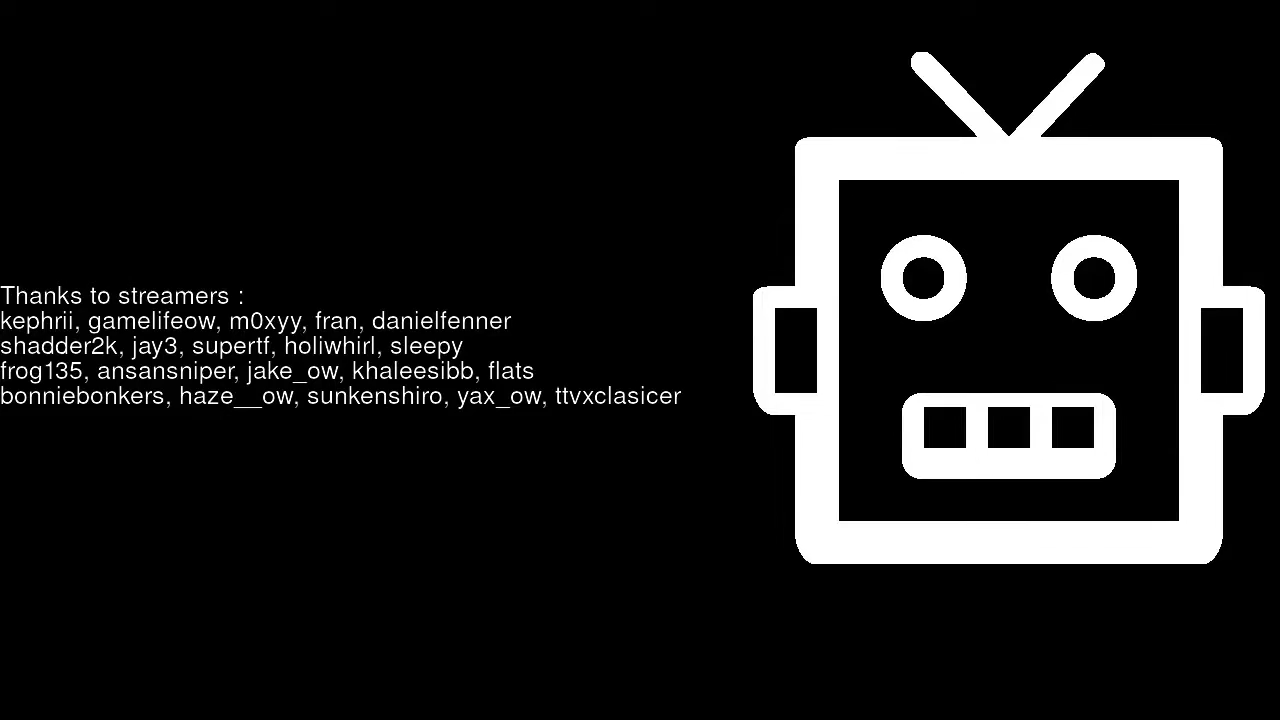 Thanks to streamers :
kephrii, gamelifeow, m0xyy, fran, danielfenner
shadder2k, jay3, supertf, holiwhirl, sleepy
frog135, ansansniper, jake_ow, khaleesibb, flats
bonniebonkers, haze__ow, sunkenshiro, yax_ow, ttvxclasicer